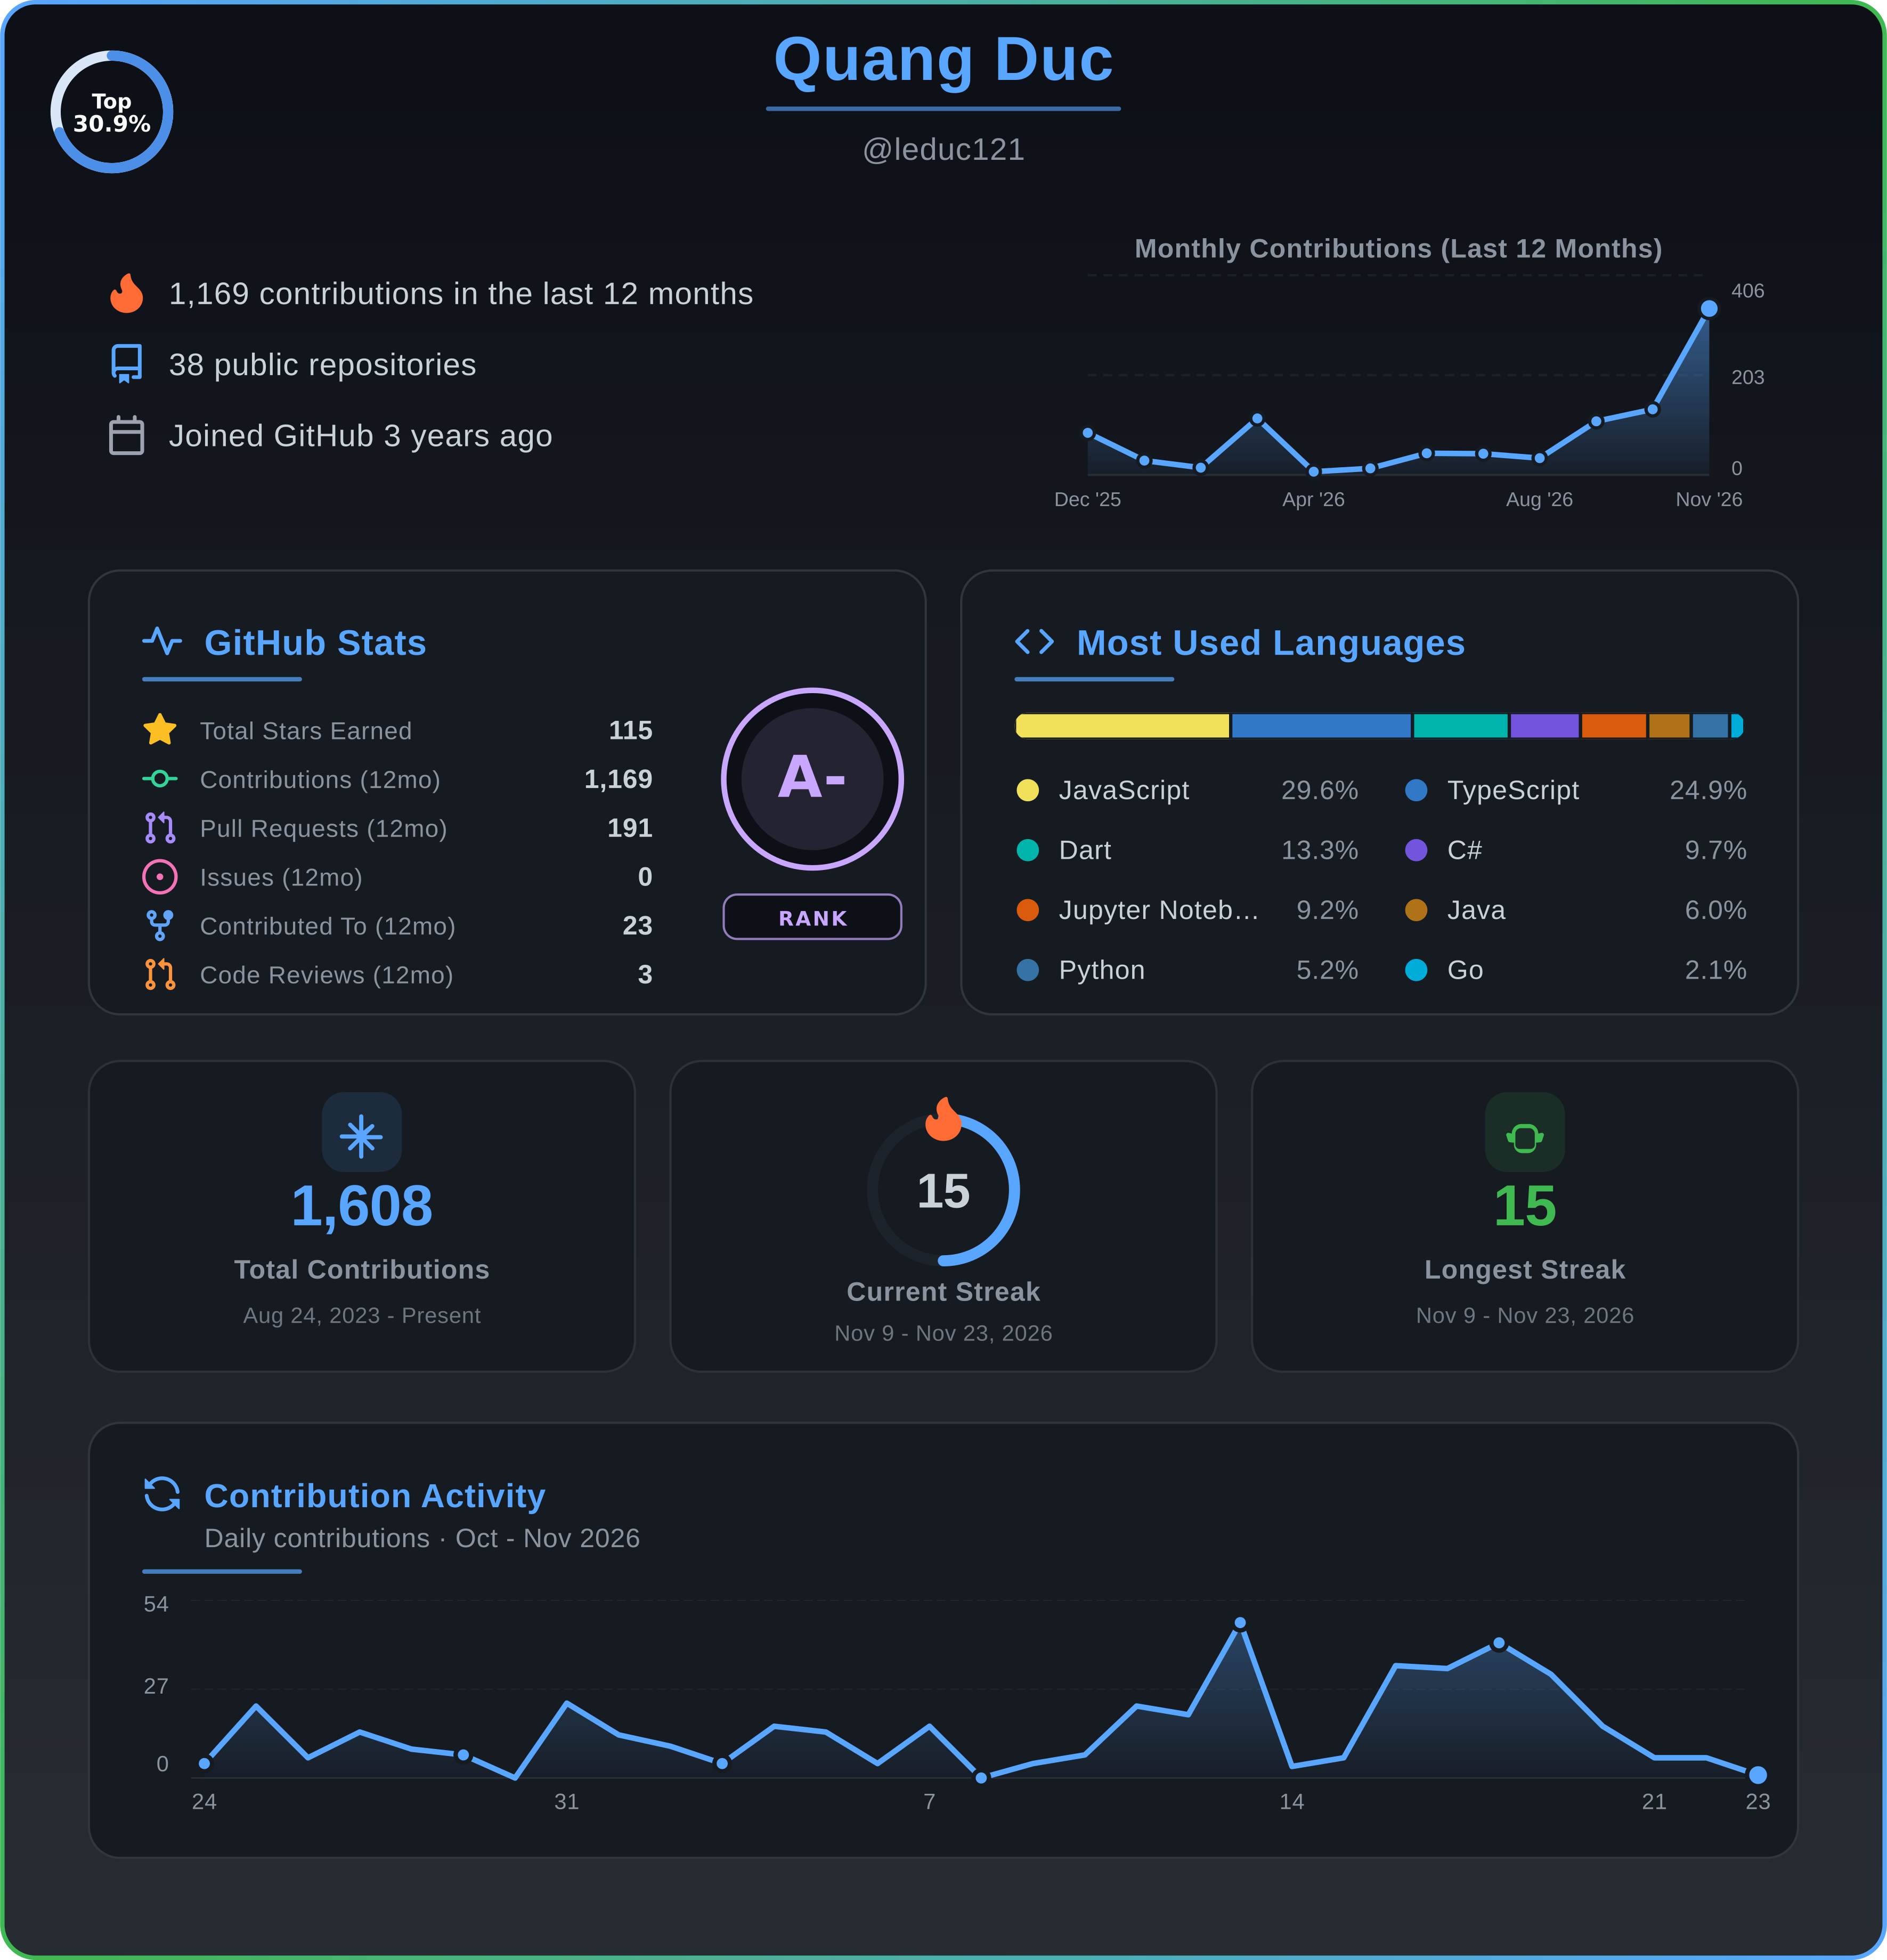 Top
30.9%
Quang Duc
@leduc121
1,169 contributions in the last 12 months
38 public repositories
Joined GitHub 3 years ago
Monthly Contributions (Last 12 Months)
406
203
0
Dec '25
Apr '26
Aug '26
Nov '26
GitHub Stats
Total Stars Earned 115
Contributions (12mo) 1,169
Pull Requests (12mo) 191
Issues (12mo) 0
Contributed To (12mo) 23
Code Reviews (12mo) 3
A-
RANK
Most Used Languages
JavaScript 29.6%
TypeScript 24.9%
Dart 13.3%
C# 9.7%
Jupyter Noteb... 9.2%
Java 6.0%
Python 5.2%
Go 2.1%
1,608
Total Contributions
Aug 24, 2023 - Present
15
Current Streak
Nov 9 - Nov 23, 2026
15
Longest Streak
Nov 9 - Nov 23, 2026
Contribution Activity
Daily contributions · Oct - Nov 2026
54
27
0
24 31 7 14 21 23